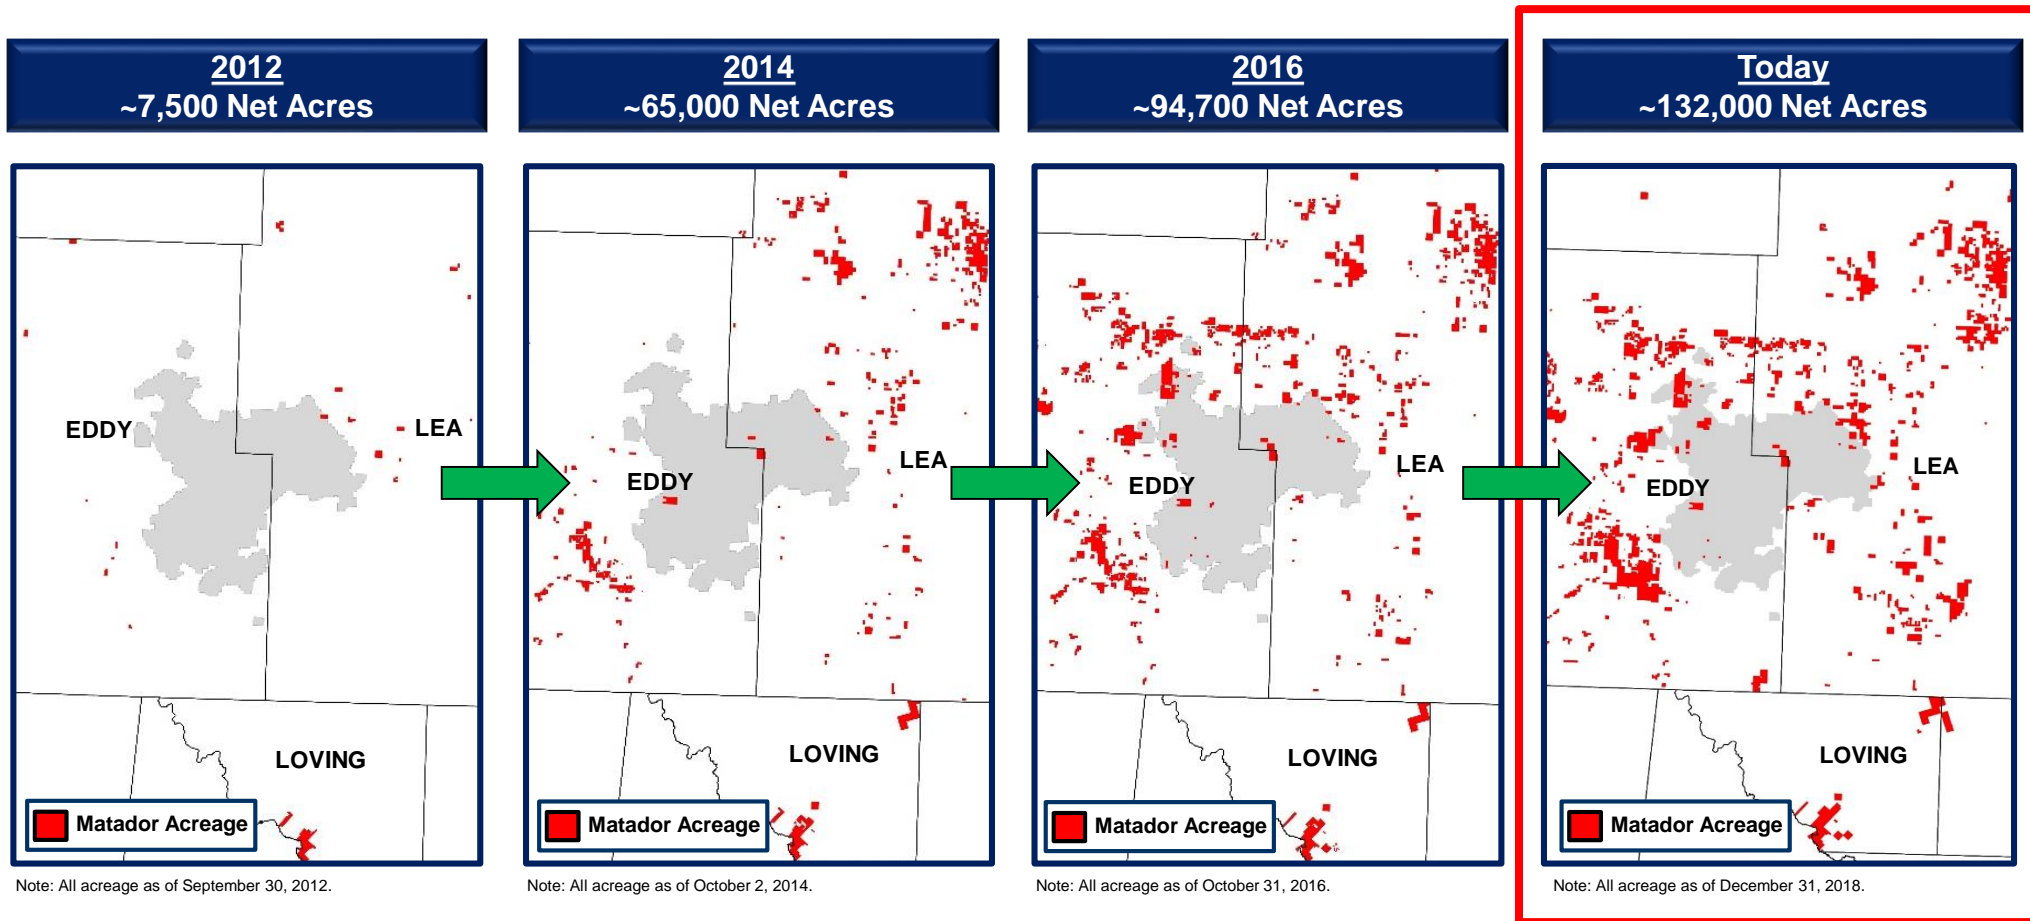 2012
~7,500 Net Acres
EDDY
LEA
LOVING
Matador Acreage
Note: All acreage as of September 30, 2012.
2014
~65,000 Net Acres
LEA
EDDY
LOVING
Matador Acreage
Note: All acreage as of October 2, 2014.
2016
~94,700 Net Acres
LEA
EDDY
LOVING
Matador Acreage
Note: All acreage as of October 31, 2016.
Today
~132,000 Net Acres
LEA
EDDY
LOVING
Matador Acreage
Note: All acreage as of December 31, 2018.